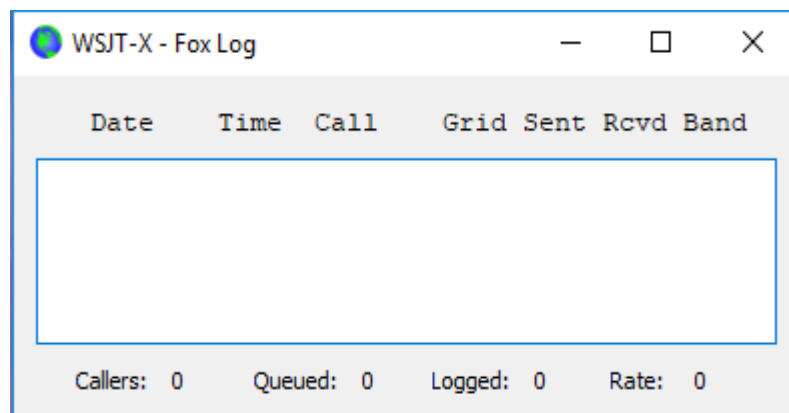 WSJT-X - Fox Log
Date Time Call Grid Sent Rcvd Band
Callers: 0 Queued: 0 Logged: 0 Rate: 0